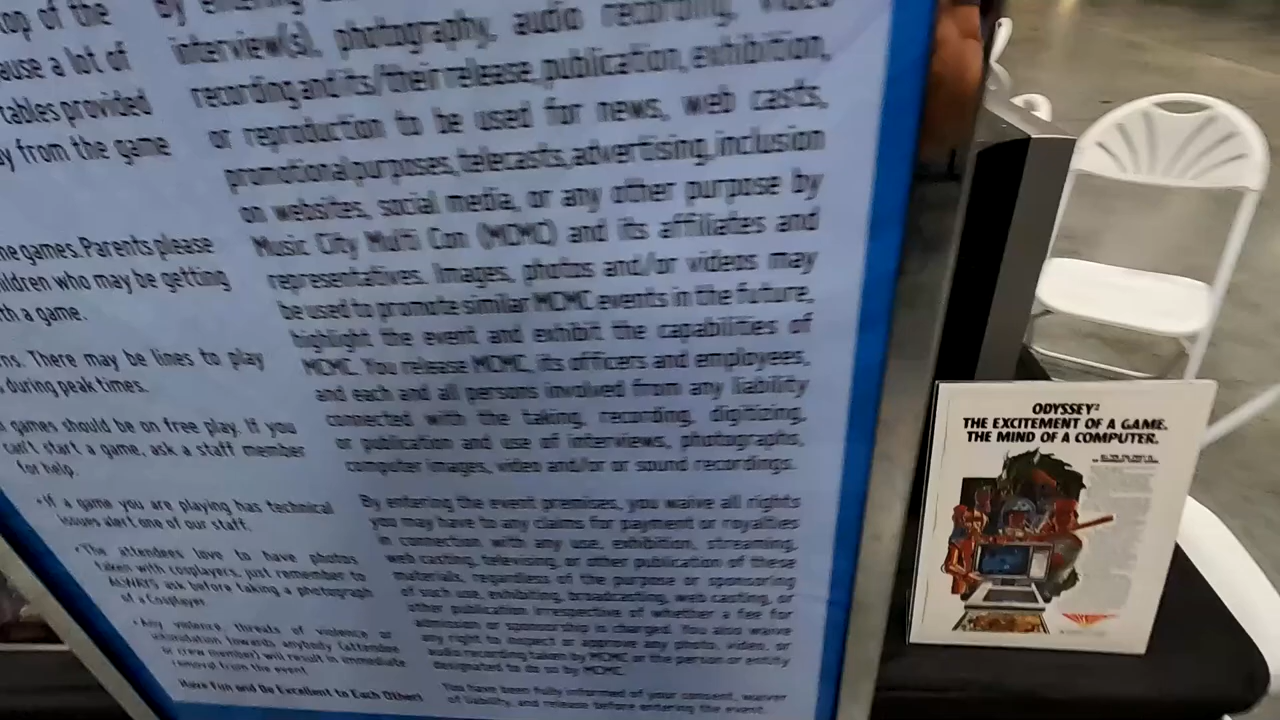 top of the
ause a lot of
tables provided
y from the game
me games. Parents please
ildren who may be getting
th a game.
ns. There may be lines to play
during peak times.
games should be on free play. If you
can't start a game, ask a staff member
for help.
•If a game you are playing has technical
issues alert one of our staff.
•The attendees love to have photos
taken with cosplayers, just remember to
ALWAYS ask before taking a photograph
of a Cosplayer.
•Any violence, threats of violence or
intimidation towards anybody (attendee
or crew member) will result in immediate
removal from the event.
Have Fun and Be Excellent to Each Other!
By entering
interview(s), photography, audio recording, video
recording and its/their release, publication, exhibition,
or reproduction to be used for news, web casts,
promotional purposes, telecasts, advertising, inclusion
on websites, social media, or any other purpose by
Music City Multi Con (MCMC) and its affiliates and
representatives. Images, photos and/or videos may
be used to promote similar MCMC events in the future,
highlight the event and exhibit the capabilities of
MCMC. You release MCMC, its officers and employees,
and each and all persons involved from any liability
connected with the taking, recording, digitizing,
or publication and use of interviews, photographs,
computer images, video and/or or sound recordings.
By entering the event premises, you waive all rights
you may have to any claims for payment or royalties
in connection with any use, exhibition, streaming,
web casting, televising, or other publication of these
materials, regardless of the purpose or sponsoring
of such use, exhibiting, broadcasting, web casting, or
other publication irrespective of whether a fee for
admission or sponsorship is charged. You also waive
any right to inspect or approve any photo, video, or
audio recording taken by MCMC or the person or entity
designated to do so by MCMC.
You have been fully informed of your consent, waiver
of liability, and release before entering the event.
ODYSSEY²
THE EXCITEMENT OF A GAME.
THE MIND OF A COMPUTER.